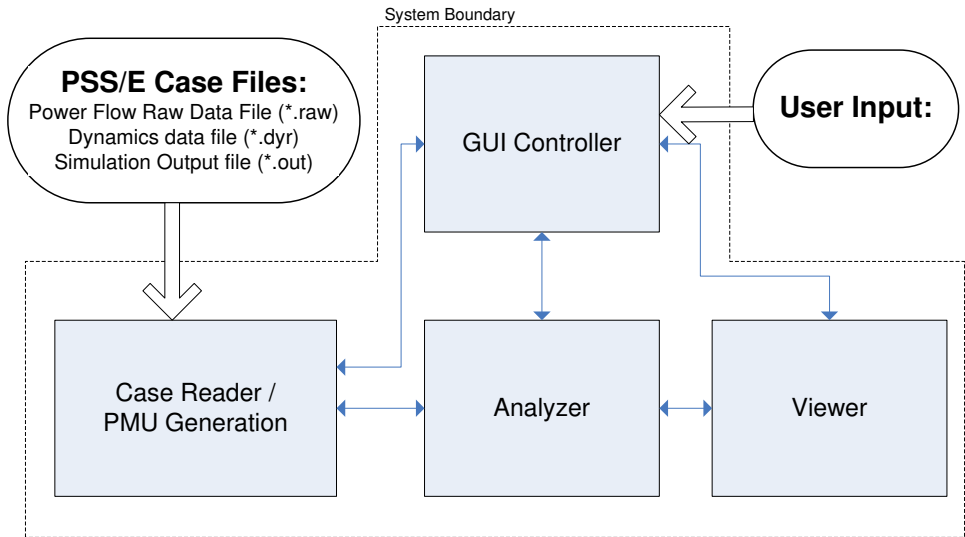 System Boundary
PSS/E Case Files:
Power Flow Raw Data File (*.raw)
Dynamics data file (*.dyr)
Simulation Output file (*.out)
GUI Controller
User Input:
Case Reader /
PMU Generation
Analyzer
Viewer